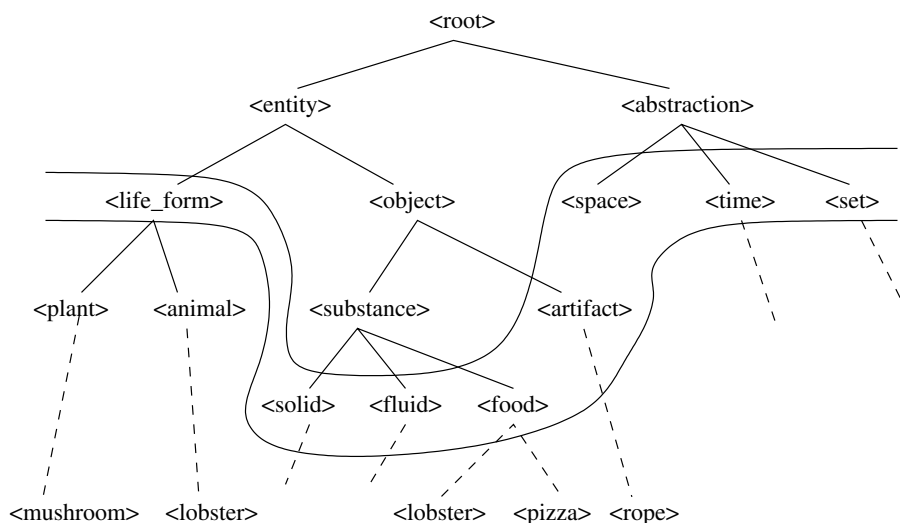 <root>
<entity> <abstraction>
<life_form> <object> <space> <time> <set>
<plant> <animal> <substance> <artifact>
<solid> <fluid> <food>
<mushroom> <lobster> <lobster> <pizza> <rope>